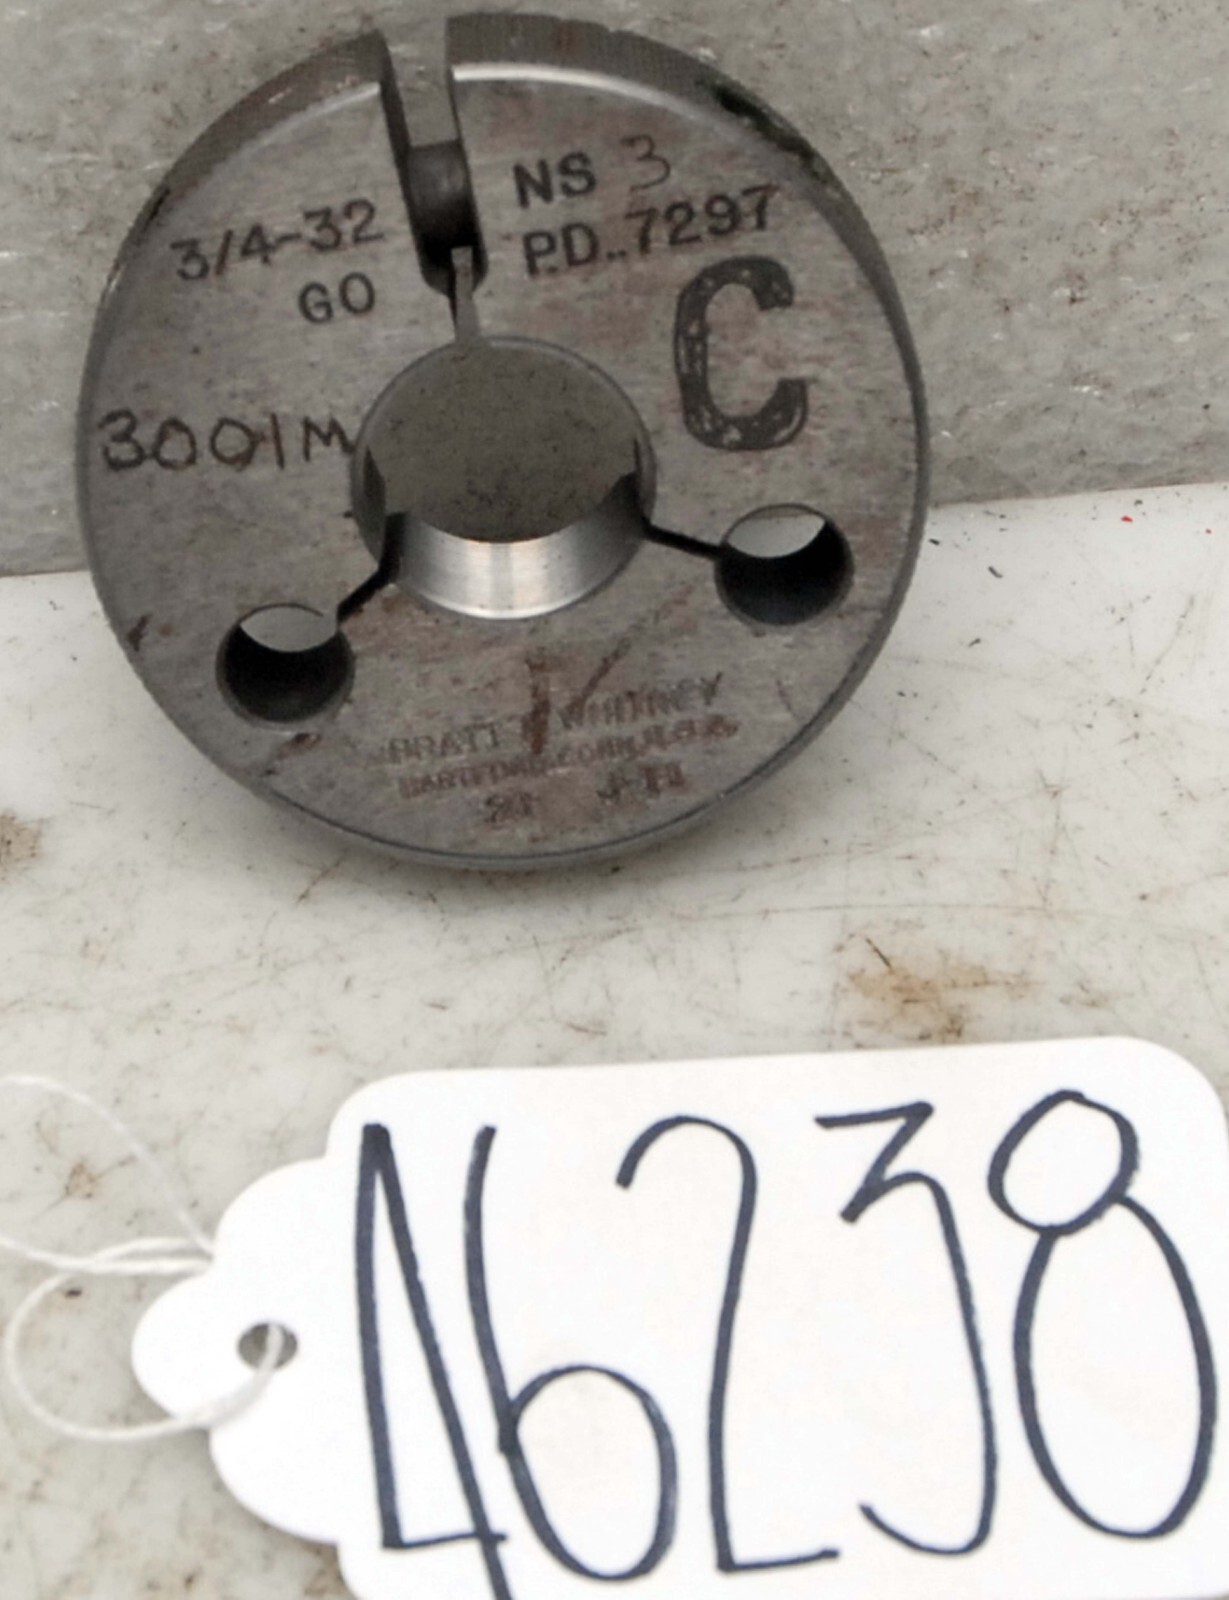 3/4-32
GO
NS 3
P.D..7297
C
3001M
PRATT & WHITNEY
HARTFORD, CONN, U.S.A.
46238